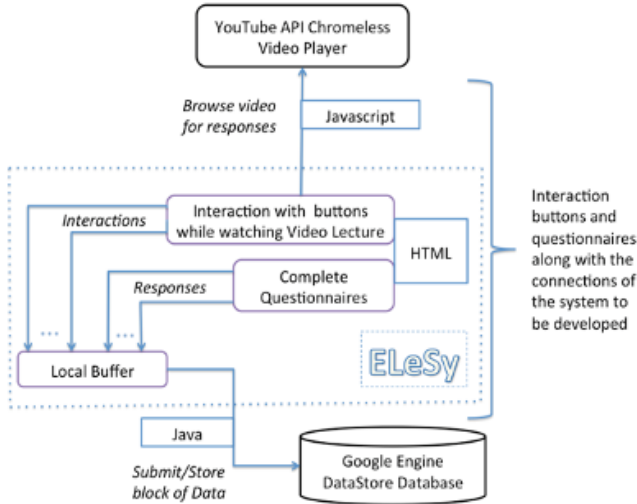 YouTube API Chromeless
Video Player
Browse video
for responses
Javascript
Interactions
Interaction with buttons
while watching Video Lecture
HTML
Responses
Complete
Questionnaires
...
...
Local Buffer
ELeSy
Interaction
buttons and
questionnaires
along with the
connections of
the system to
be developed
Java
Submit/Store
block of Data
Google Engine
DataStore Database